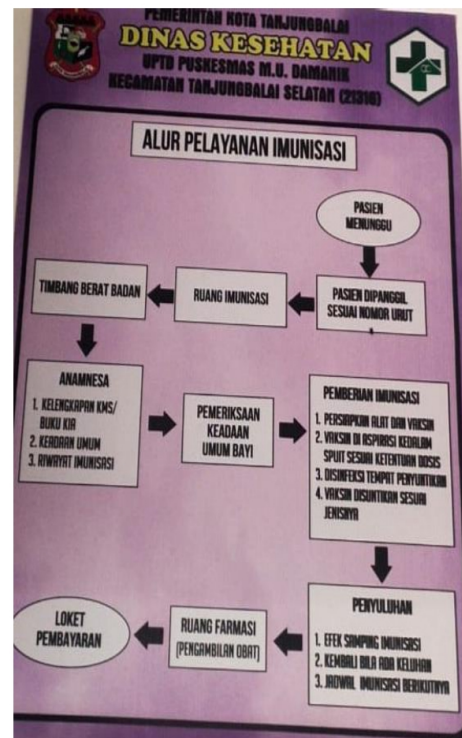 PEMERINTAH KOTA TANJUNGBALAI
DINAS KESEHATAN
UPTD PUSKESMAS M.U. DAMANIK
KECAMATAN TANJUNGBALAI SELATAN (21316)
ALUR PELAYANAN IMUNISASI
PASIEN
MENUNGGU
PASIEN DIPANGGIL
SESUAI NOMOR URUT
RUANG IMUNISASI
TIMBANG BERAT BADAN
ANAMNESA
1. KELENGKAPAN KMS/
BUKU KIA
2. KEADAAN UMUM
3. RIWAYAT IMUNISASI
PEMERIKSAAN
KEADAAN
UMUM BAYI
PEMBERIAN IMUNISASI
1. PERSIAPKAN ALAT DAN VAKSIN
2. VAKSIN DI ASPIRASI KEDALAM
SPUIT SESUAI KETENTUAN DOSIS
3. DISINFEKSI TEMPAT PENYUNTIKAN
4. VAKSIN DISUNTIKAN SESUAI
JENISNYA
PENYULUHAN
1. EFEK SAMPING IMUNISASI
2. KEMBALI BILA ADA KELUHAN
3. JADWAL IMUNISASI BERIKUTNYA
RUANG FARMASI
(PENGAMBILAN OBAT)
LOKET
PEMBAYARAN